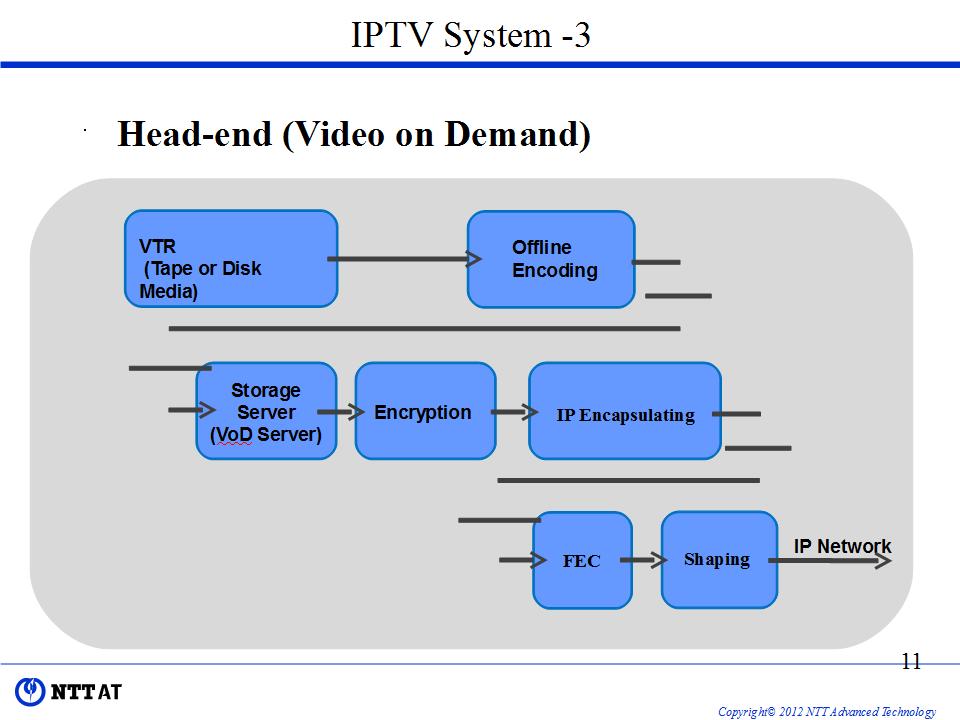 IPTV System -3
Head-end (Video on Demand)
VTR
(Tape or Disk
Media)
Offline
Encoding
Storage
Server
(VoD Server)
Encryption
IP Encapsulating
FEC
Shaping
IP Network
11
NTT AT
Copyright© 2012 NTT Advanced Technology